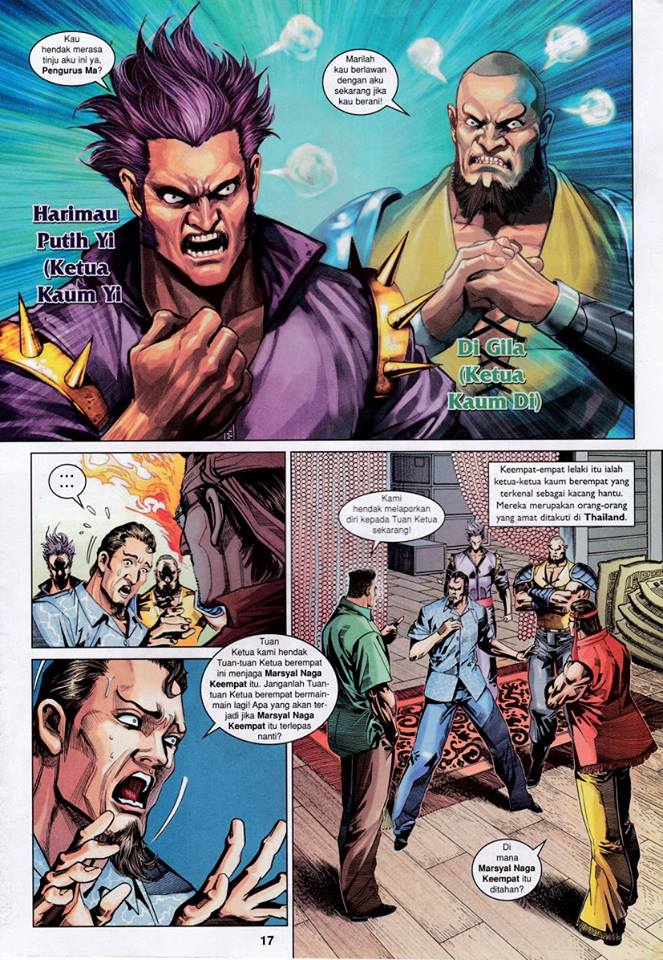 Kau
hendak merasa
tinju aku ini ya,
Pengurus Ma?
Marilah
kau berlawan
dengan aku
sekarang jika
kau berani!
Harimau
Putih Yi
(Ketua
Kaum Yi
Di Gila
(Ketua
Kaum Di)
...
...
Kami
hendak melaporkan
diri kepada Tuan Ketua
sekarang!
Keempat-empat lelaki itu ialah
ketua-ketua kaum berempat yang
terkenal sebagai kacang hantu.
Mereka merupakan orang-orang
yang amat ditakuti di Thailand.
Tuan
Ketua kami hendak
Tuan-tuan Ketua berempat
ini menjaga Marsyal Naga
Keempat itu. Janganlah Tuan-
tuan Ketua berempat bermain-
main lagi! Apa yang akan ter-
jadi jika Marsyal Naga
Keempat itu terlepas
nanti?
Di
mana
Marsyal Naga
Keempat itu
ditahan?
17